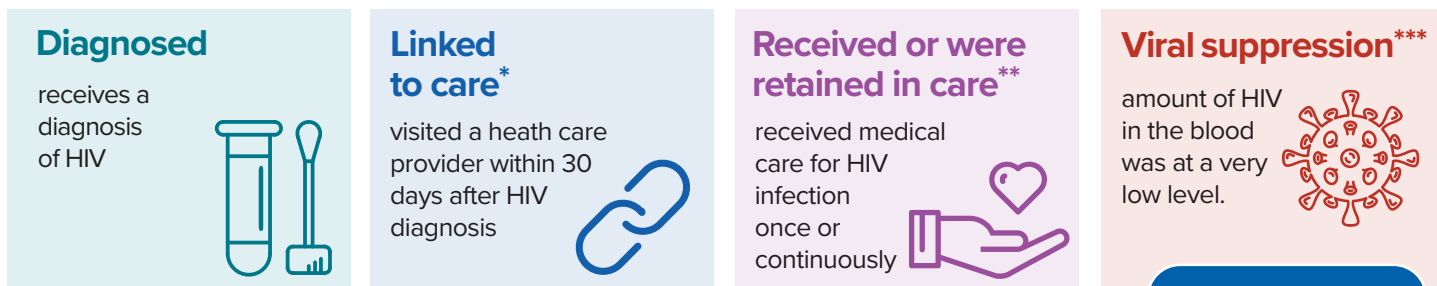 Diagnosed
receives a
diagnosis
of HIV
Linked
to care*
visited a heath care
provider within 30
days after HIV
diagnosis
Received or were
retained in care**
received medical
care for HIV
infection
once or
continuously
Viral suppression***
amount of HIV
in the blood
was at a very
low level.